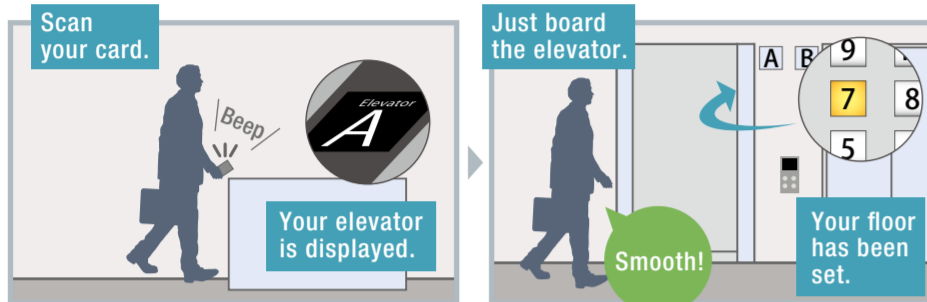 Scan
your card.
Beep
Elevator
A
Your elevator
is displayed.
Just board
the elevator.
A B
9
7 8
5
Smooth!
Your floor
has been
set.